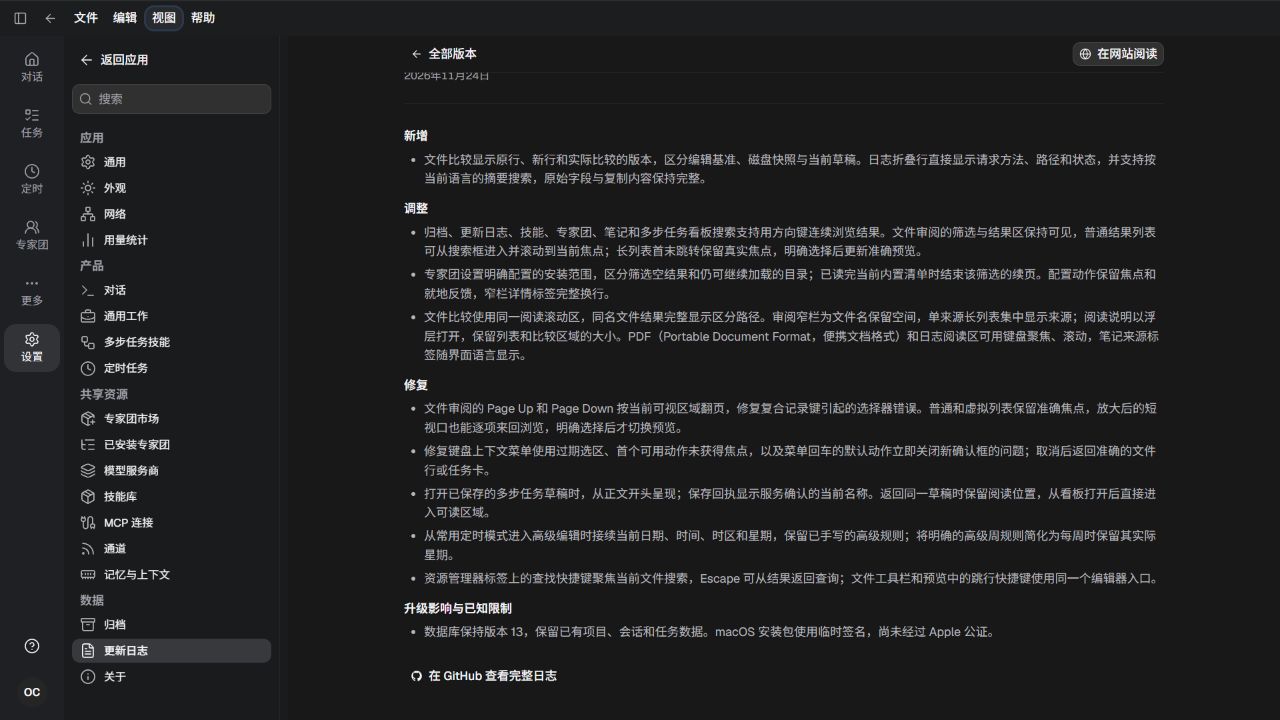 文件 编辑 视图 帮助
对话
任务
定时
专家团
更多
设置
OC
返回应用
搜索
应用
通用
外观
网络
用量统计
产品
对话
通用工作
多步任务技能
定时任务
共享资源
专家团市场
已安装专家团
模型服务商
技能库
MCP 连接
通道
记忆与上下文
数据
归档
更新日志
关于
全部版本
在网站阅读
2026年11月24日
新增
• 文件比较显示原行、新行和实际比较的版本，区分编辑基准、磁盘快照与当前草稿。日志折叠行直接显示请求方法、路径和状态，并支持按
当前语言的摘要搜索，原始字段与复制内容保持完整。
调整
• 归档、更新日志、技能、专家团、笔记和多步任务看板搜索支持用方向键连续浏览结果。文件审阅的筛选与结果区保持可见，普通结果列表
可从搜索框进入并滚动到当前焦点；长列表首末跳转保留真实焦点，明确选择后更新准确预览。
• 专家团设置明确配置的安装范围，区分筛选空结果和仍可继续加载的目录；已读完当前内置清单时结束该筛选的续页。配置动作保留焦点和
就地反馈，窄栏详情标签完整换行。
• 文件比较使用同一阅读滚动区，同名文件结果完整显示区分路径。审阅窄栏为文件名保留空间，单来源长列表集中显示来源；阅读说明以浮
层打开，保留列表和比较区域的大小。PDF（Portable Document Format，便携文档格式）和日志阅读区可用键盘聚焦、滚动，笔记来源标
签随界面语言显示。
修复
• 文件审阅的 Page Up 和 Page Down 按当前可视区域翻页，修复复合记录键引起的选择器错误。普通和虚拟列表保留准确焦点，放大后的短
视口也能逐项来回浏览，明确选择后才切换预览。
• 修复键盘上下文菜单使用过期选区、首个可用动作未获得焦点，以及菜单回车的默认动作立即关闭新确认框的问题；取消后返回准确的文件
行或任务卡。
• 打开已保存的多步任务草稿时，从正文开头呈现；保存回执显示服务确认的当前名称。返回同一草稿时保留阅读位置，从看板打开后直接进
入可读区域。
• 从常用定时模式进入高级编辑时接续当前日期、时间、时区和星期，保留已手写的高级规则；将明确的高级周规则简化为每周时保留其实际
星期。
• 资源管理器标签上的查找快捷键聚焦当前文件搜索，Escape 可从结果返回查询；文件工具栏和预览中的跳行快捷键使用同一个编辑器入口。
升级影响与已知限制
• 数据库保持版本 13，保留已有项目、会话和任务数据。macOS 安装包使用临时签名，尚未经过 Apple 公证。
在 GitHub 查看完整日志